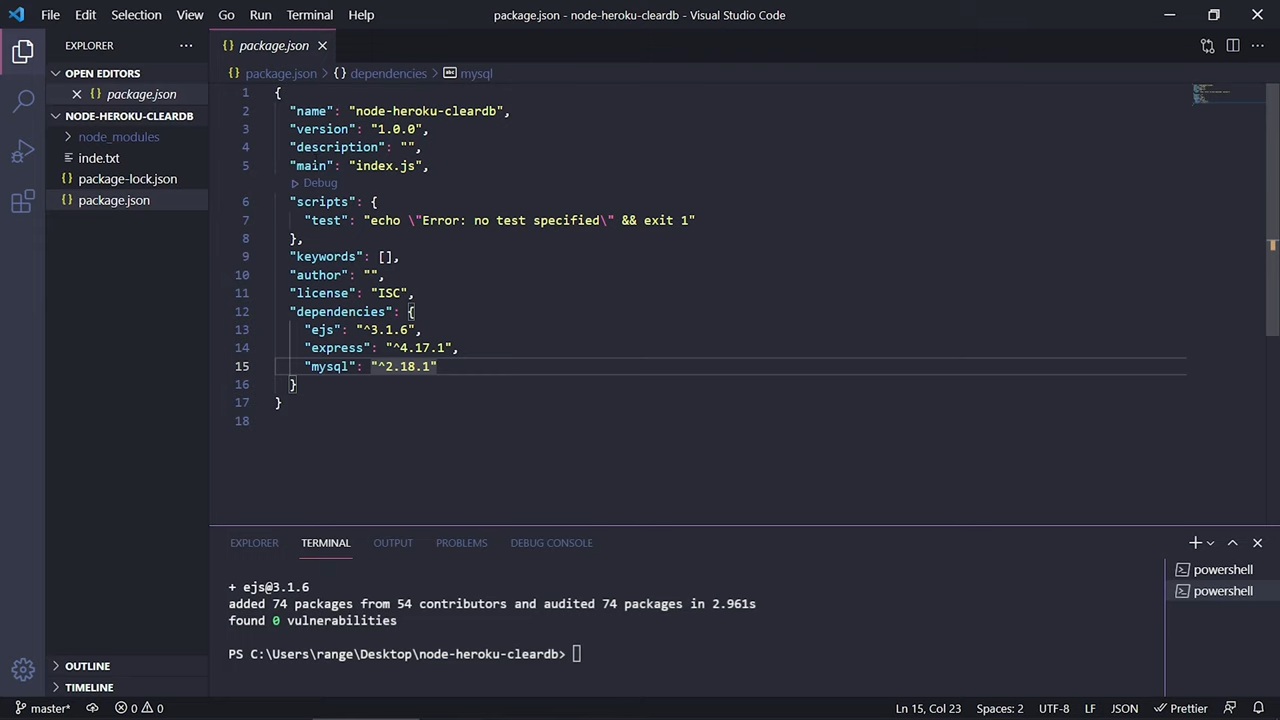 File Edit Selection View Go Run Terminal Help
package.json - node-heroku-cleardb - Visual Studio Code
EXPLORER
OPEN EDITORS
package.json
NODE-HEROKU-CLEARDB
node_modules
inde.txt
package-lock.json
package.json
OUTLINE
TIMELINE
{} package.json
{} package.json > {} dependencies > abc mysql
1 {
2 "name": "node-heroku-cleardb",
3 "version": "1.0.0",
4 "description": "",
5 "main": "index.js",
Debug
6 "scripts": {
7 "test": "echo \"Error: no test specified\" && exit 1"
8 },
9 "keywords": [],
10 "author": "",
11 "license": "ISC",
12 "dependencies": {
13 "ejs": "^3.1.6",
14 "express": "^4.17.1",
15 "mysql": "^2.18.1"
16 }
17 }
18
EXPLORER TERMINAL OUTPUT PROBLEMS DEBUG CONSOLE
+ ejs@3.1.6
added 74 packages from 54 contributors and audited 74 packages in 2.961s
found 0 vulnerabilities
PS C:\Users\range\Desktop\node-heroku-cleardb>
powershell
powershell
master* 0 0 Ln 15, Col 23 Spaces: 2 UTF-8 LF JSON Prettier